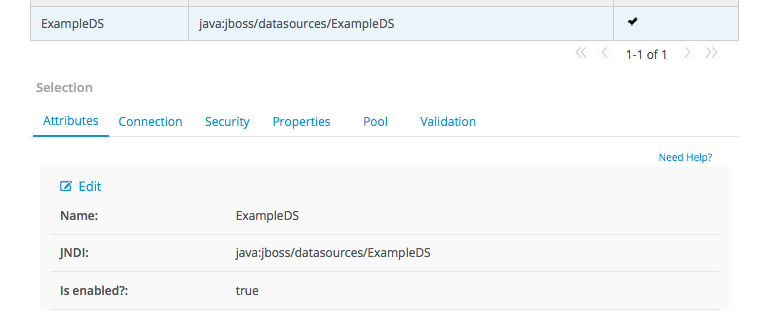 ExampleDS java:jboss/datasources/ExampleDS
1-1 of 1
Selection
Attributes Connection Security Properties Pool Validation
Need Help?
Edit
Name: ExampleDS
JNDI: java:jboss/datasources/ExampleDS
Is enabled?: true